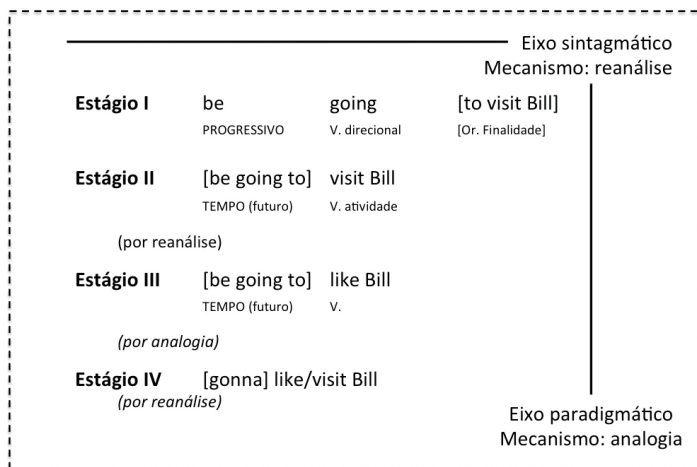 Eixo sintagmático
Mecanismo: reanálise
Estágio I be going [to visit Bill]
PROGRESSIVO V. direcional [Or. Finalidade]
Estágio II [be going to] visit Bill
TEMPO (futuro) V. atividade
(por reanálise)
Estágio III [be going to] like Bill
TEMPO (futuro) V.
(por analogia)
Estágio IV [gonna] like/visit Bill
(por reanálise)
Eixo paradigmático
Mecanismo: analogia